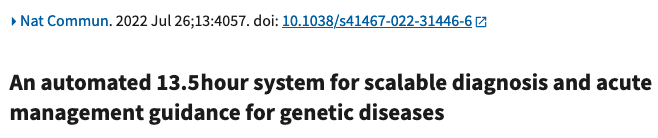 Nat Commun. 2022 Jul 26;13:4057. doi: 10.1038/s41467-022-31446-6
An automated 13.5hour system for scalable diagnosis and acute
management guidance for genetic diseases